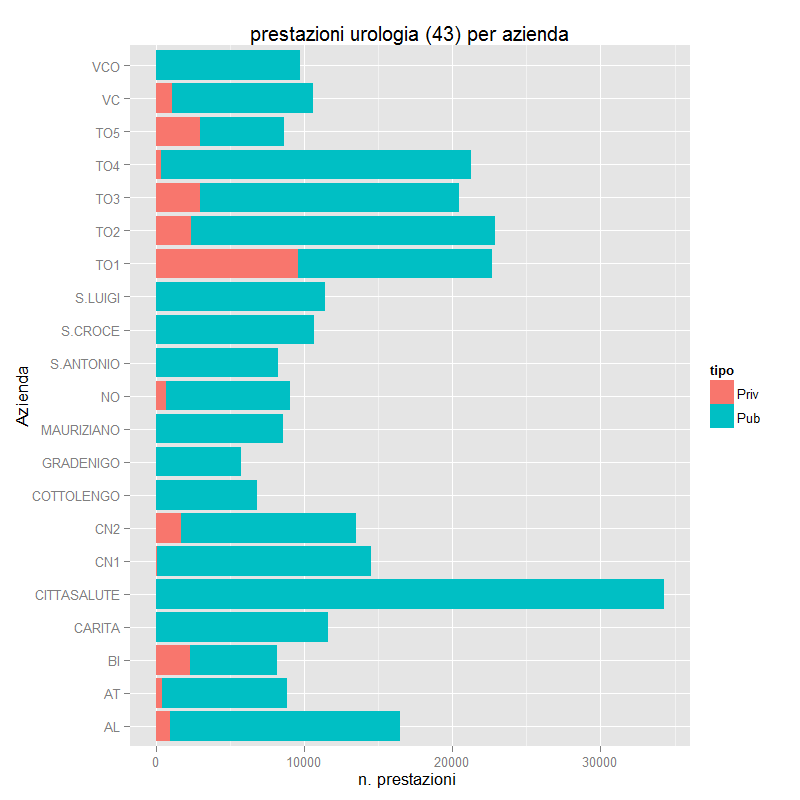 prestazioni urologia (43) per azienda
VCO
VC
TO5
TO4
TO3
TO2
TO1
S.LUIGI
S.CROCE
S.ANTONIO
NO
MAURIZIANO
GRADENIGO
COTTOLENGO
CN2
CN1
CITTASALUTE
CARITA
BI
AT
AL
Azienda
0 10000 20000 30000
n. prestazioni
tipo
Priv
Pub